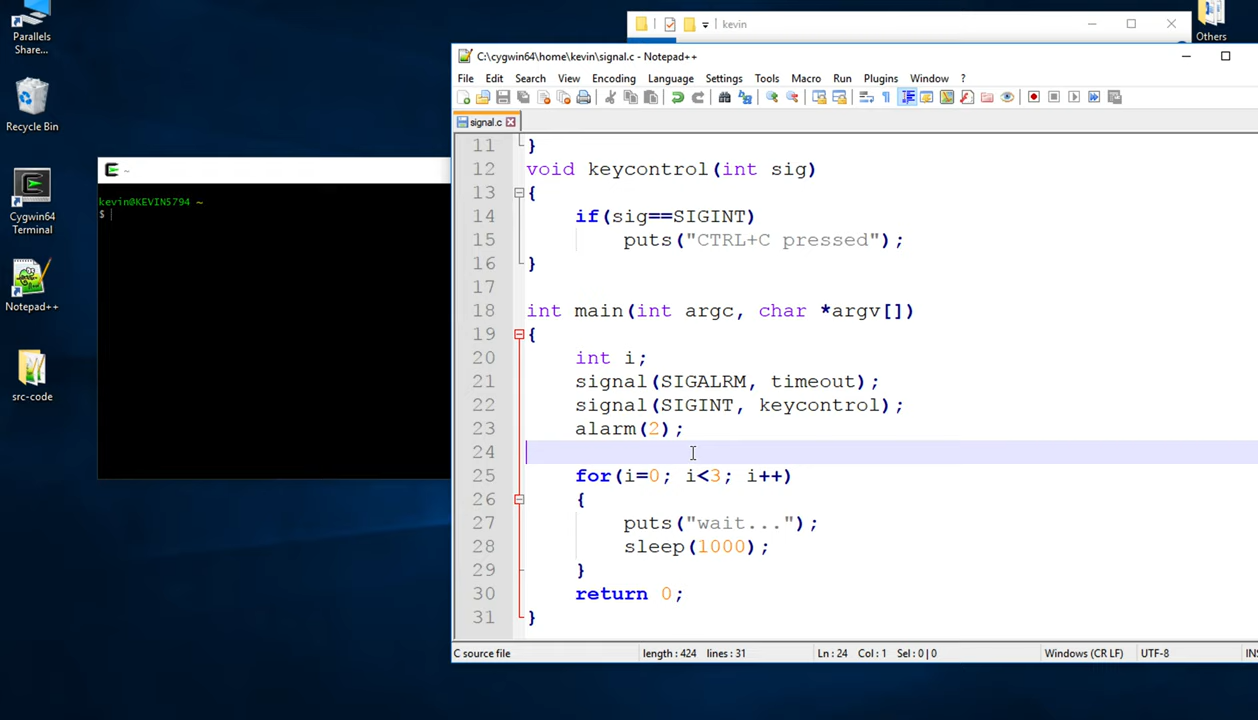 Parallels
Share...
Recycle Bin
Cygwin64
Terminal
Notepad++
src-code
Others
kevin
~
kevin@KEVIN5794 ~
$
C:\cygwin64\home\kevin\signal.c - Notepad++
File Edit Search View Encoding Language Settings Tools Macro Run Plugins Window ?
signal.c
11 }
12 void keycontrol(int sig)
13 {
14 if(sig==SIGINT)
15 puts("CTRL+C pressed");
16 }
17
18 int main(int argc, char *argv[])
19 {
20 int i;
21 signal(SIGALRM, timeout);
22 signal(SIGINT, keycontrol);
23 alarm(2);
24
25 for(i=0; i<3; i++)
26 {
27 puts("wait...");
28 sleep(1000);
29 }
30 return 0;
31 }
C source file length : 424 lines : 31 Ln : 24 Col : 1 Sel : 0 | 0 Windows (CR LF) UTF-8 IN